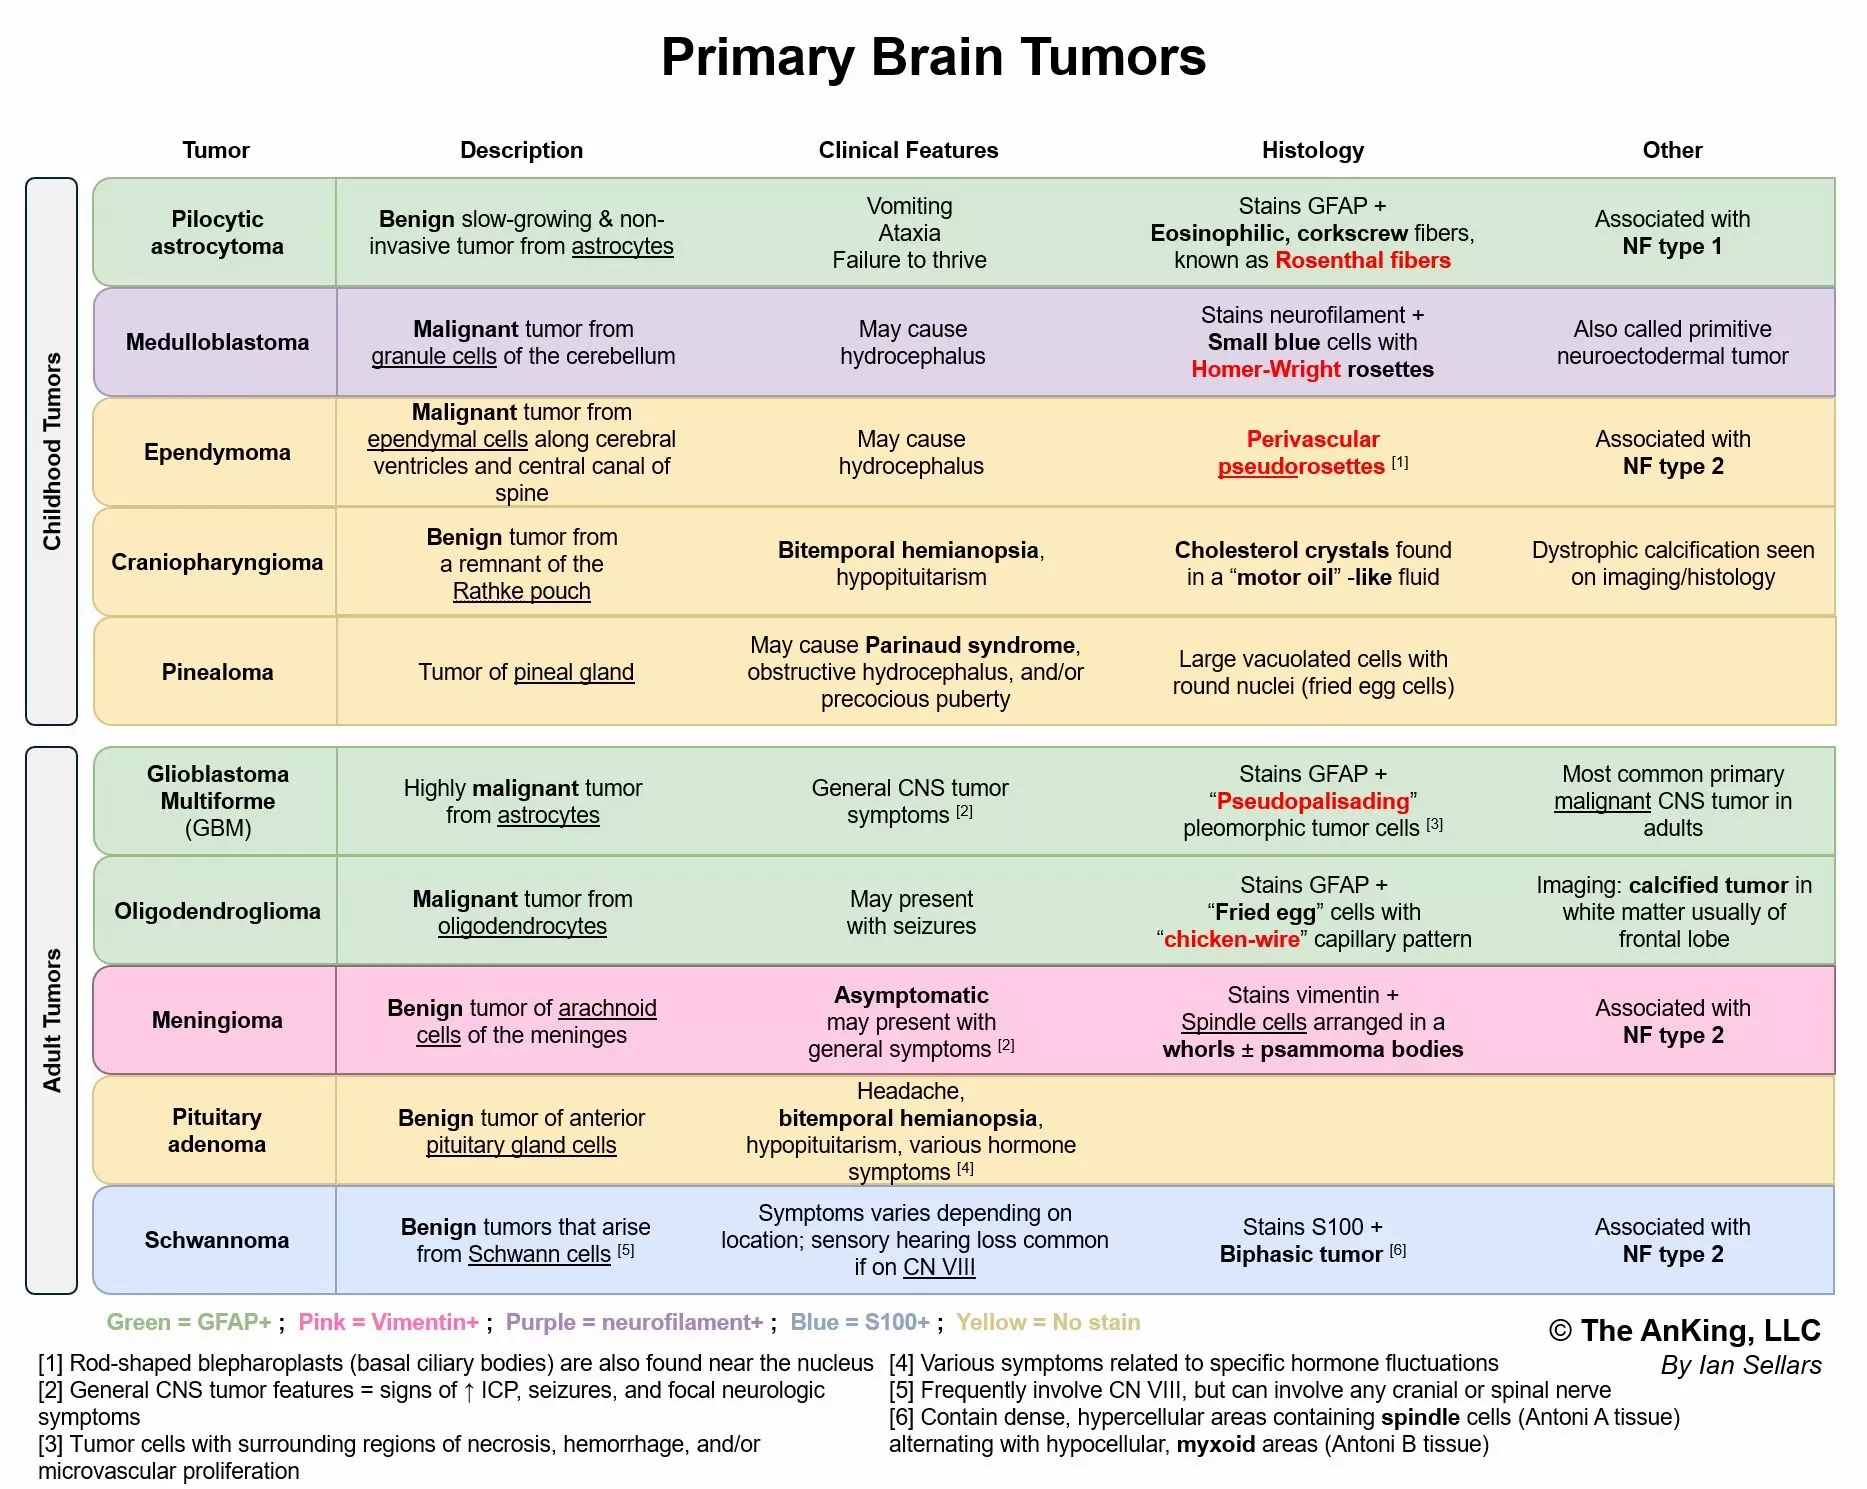 Primary Brain Tumors
Tumor
Description
Clinical Features
Histology
Other
Childhood Tumors
Pilocytic
astrocytoma
Benign slow-growing & non-
invasive tumor from astrocytes
Vomiting
Ataxia
Failure to thrive
Stains GFAP +
Eosinophilic, corkscrew fibers,
known as Rosenthal fibers
Associated with
NF type 1
Medulloblastoma
Malignant tumor from
granule cells of the cerebellum
May cause
hydrocephalus
Stains neurofilament +
Small blue cells with
Homer-Wright rosettes
Also called primitive
neuroectodermal tumor
Ependymoma
Malignant tumor from
ependymal cells along cerebral
ventricles and central canal of
spine
May cause
hydrocephalus
Perivascular
pseudorosettes [1]
Associated with
NF type 2
Craniopharyngioma
Benign tumor from
a remnant of the
Rathke pouch
Bitemporal hemianopsia,
hypopituitarism
Cholesterol crystals found
in a “motor oil” -like fluid
Dystrophic calcification seen
on imaging/histology
Pinealoma
Tumor of pineal gland
May cause Parinaud syndrome,
obstructive hydrocephalus, and/or
precocious puberty
Large vacuolated cells with
round nuclei (fried egg cells)
Adult Tumors
Glioblastoma
Multiforme
(GBM)
Highly malignant tumor
from astrocytes
General CNS tumor
symptoms [2]
Stains GFAP +
“Pseudopalisading”
pleomorphic tumor cells [3]
Most common primary
malignant CNS tumor in
adults
Oligodendroglioma
Malignant tumor from
oligodendrocytes
May present
with seizures
Stains GFAP +
“Fried egg” cells with
“chicken-wire” capillary pattern
Imaging: calcified tumor in
white matter usually of
frontal lobe
Meningioma
Benign tumor of arachnoid
cells of the meninges
Asymptomatic
may present with
general symptoms [2]
Stains vimentin +
Spindle cells arranged in a
whorls ± psammoma bodies
Associated with
NF type 2
Pituitary
adenoma
Benign tumor of anterior
pituitary gland cells
Headache,
bitemporal hemianopsia,
hypopituitarism, various hormone
symptoms [4]
Schwannoma
Benign tumors that arise
from Schwann cells [5]
Symptoms varies depending on
location; sensory hearing loss common
if on CN VIII
Stains S100 +
Biphasic tumor [6]
Associated with
NF type 2
Green = GFAP+ ; Pink = Vimentin+ ; Purple = neurofilament+ ; Blue = S100+ ; Yellow = No stain
© The AnKing, LLC
By Ian Sellars
[1] Rod-shaped blepharoplasts (basal ciliary bodies) are also found near the nucleus
[2] General CNS tumor features = signs of ↑ ICP, seizures, and focal neurologic
symptoms
[3] Tumor cells with surrounding regions of necrosis, hemorrhage, and/or
microvascular proliferation
[4] Various symptoms related to specific hormone fluctuations
[5] Frequently involve CN VIII, but can involve any cranial or spinal nerve
[6] Contain dense, hypercellular areas containing spindle cells (Antoni A tissue)
alternating with hypocellular, myxoid areas (Antoni B tissue)